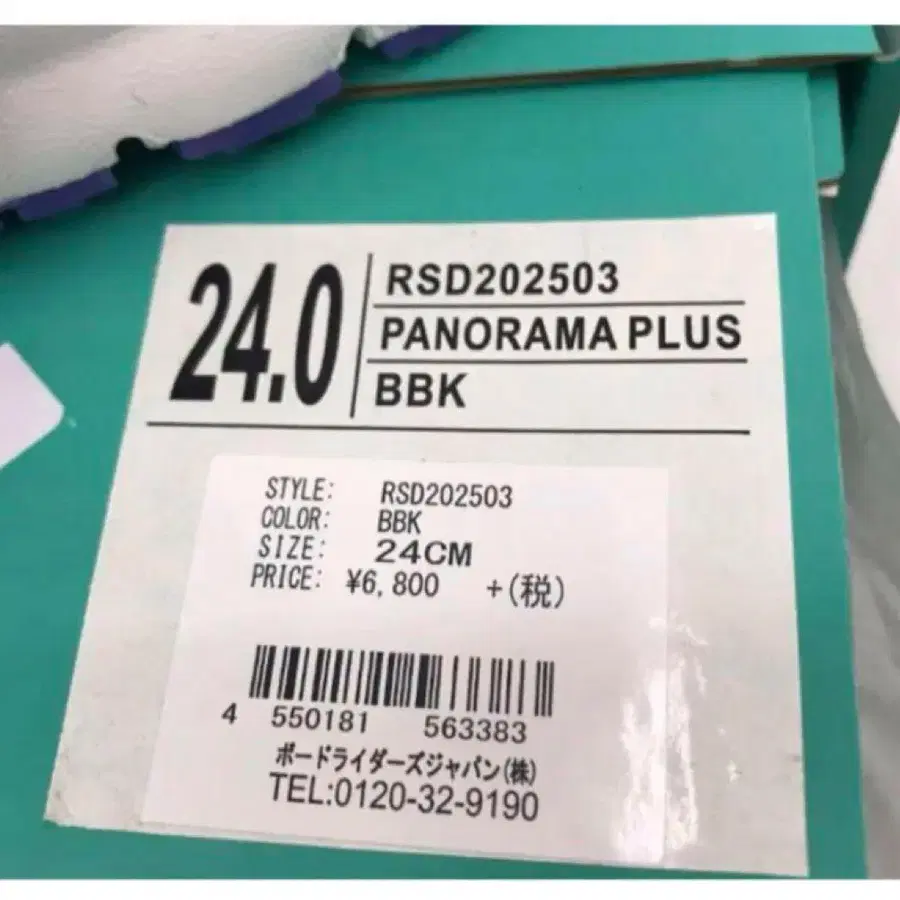 24.0
RSD202503
PANORAMA PLUS
BBK
STYLE: RSD202503
COLOR: BBK
SIZE: 24CM
PRICE: ¥6,800 +(税)
4 550181 563383
ボードライダーズジャパン(株)
TEL:0120-32-9190